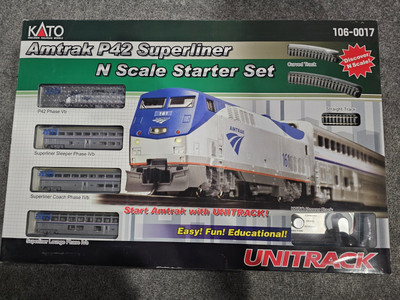 KATO
106-0017
Amtrak P42 Superliner
N Scale Starter Set
Curved Track
Discover
N Scale!
P42 Phase Vb
Straight Track
Superliner Sleeper Phase IVb
Superliner Coach Phase IVb
Superliner Lounge Phase IVb
AMTRAK
Start Amtrak with UNITRACK!
Easy! Fun! Educational!
UNITRACK